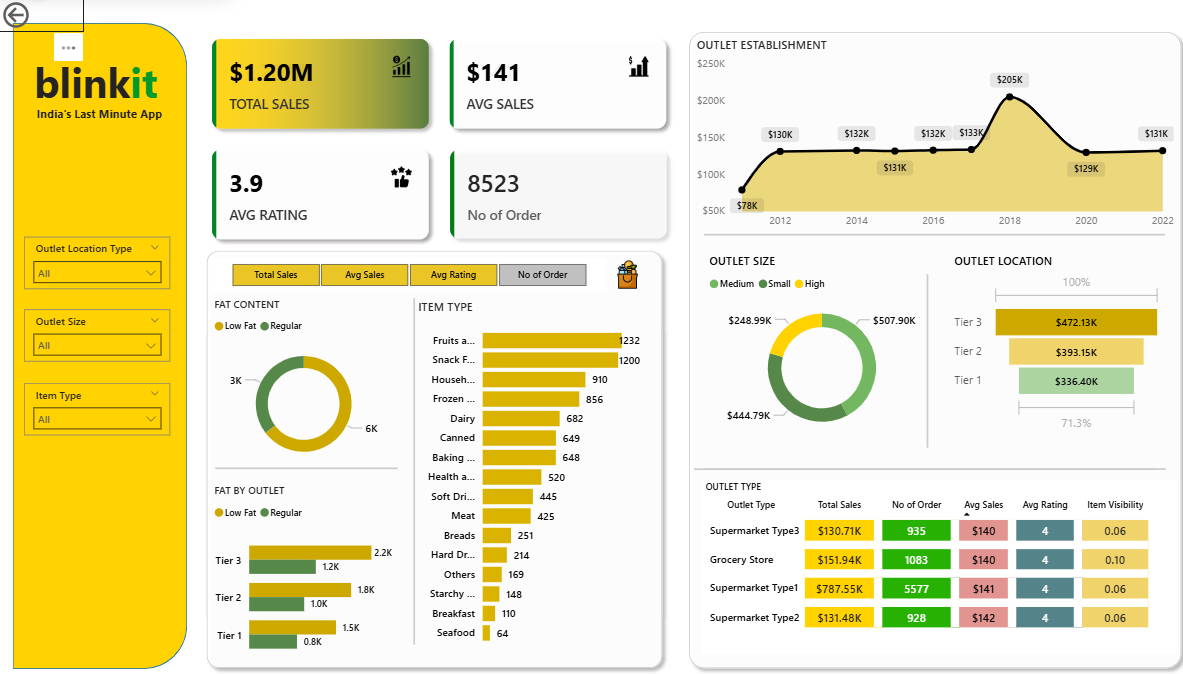 blinkit
India's Last Minute App
Outlet Location Type
All
Outlet Size
All
Item Type
All
$1.20M
TOTAL SALES
$141
AVG SALES
3.9
AVG RATING
8523
No of Order
Total Sales Avg Sales Avg Rating No of Order
FAT CONTENT
Low Fat Regular
3K
6K
FAT BY OUTLET
Low Fat Regular
Tier 3 2.2K
1.2K
Tier 2 1.8K
1.0K
Tier 1 1.5K
0.8K
ITEM TYPE
Fruits a... 1232
Snack F... 1200
Househ... 910
Frozen ... 856
Dairy 682
Canned 649
Baking ... 648
Health a... 520
Soft Dri... 445
Meat 425
Breads 251
Hard Dr... 214
Others 169
Starchy ... 148
Breakfast 110
Seafood 64
OUTLET ESTABLISHMENT
$250K
$200K
$150K
$100K
$50K
$78K $130K $132K $131K $132K $133K $205K $129K $131K
2012 2014 2016 2018 2020 2022
OUTLET SIZE
Medium Small High
$248.99K $507.90K
$444.79K
OUTLET LOCATION
100%
Tier 3 $472.13K
Tier 2 $393.15K
Tier 1 $336.40K
71.3%
OUTLET TYPE
Outlet Type Total Sales No of Order Avg Sales Avg Rating Item Visibility
Supermarket Type3 $130.71K 935 $140 4 0.06
Grocery Store $151.94K 1083 $140 4 0.10
Supermarket Type1 $787.55K 5577 $141 4 0.06
Supermarket Type2 $131.48K 928 $142 4 0.06